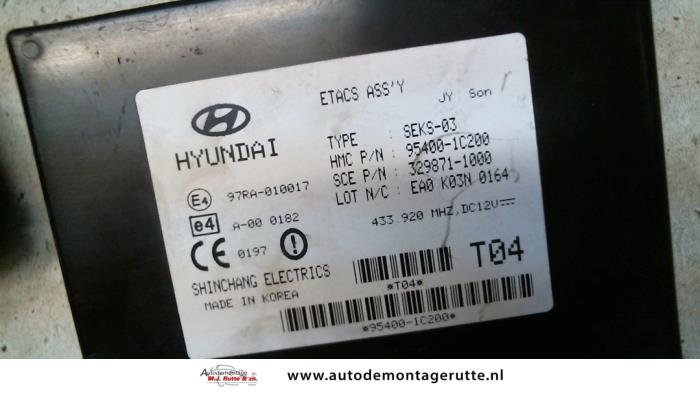 ETACS ASS'Y
JY Son
HYUNDAI
TYPE : SEKS-03
HMC P/N : 95400-1C200
SCE P/N : 329871-1000
LOT N/C : EA0 K03N 0164
E4 97RA-010017
e4 A-00 0182
433.920 MHZ,DC12V
CE 0197
SHINCHANG ELECTRICS
MADE IN KOREA
*T04*
T04
*95400-1C200*
Autodemontage
M.J. Rutte & zn.
www.autodemontagerutte.nl